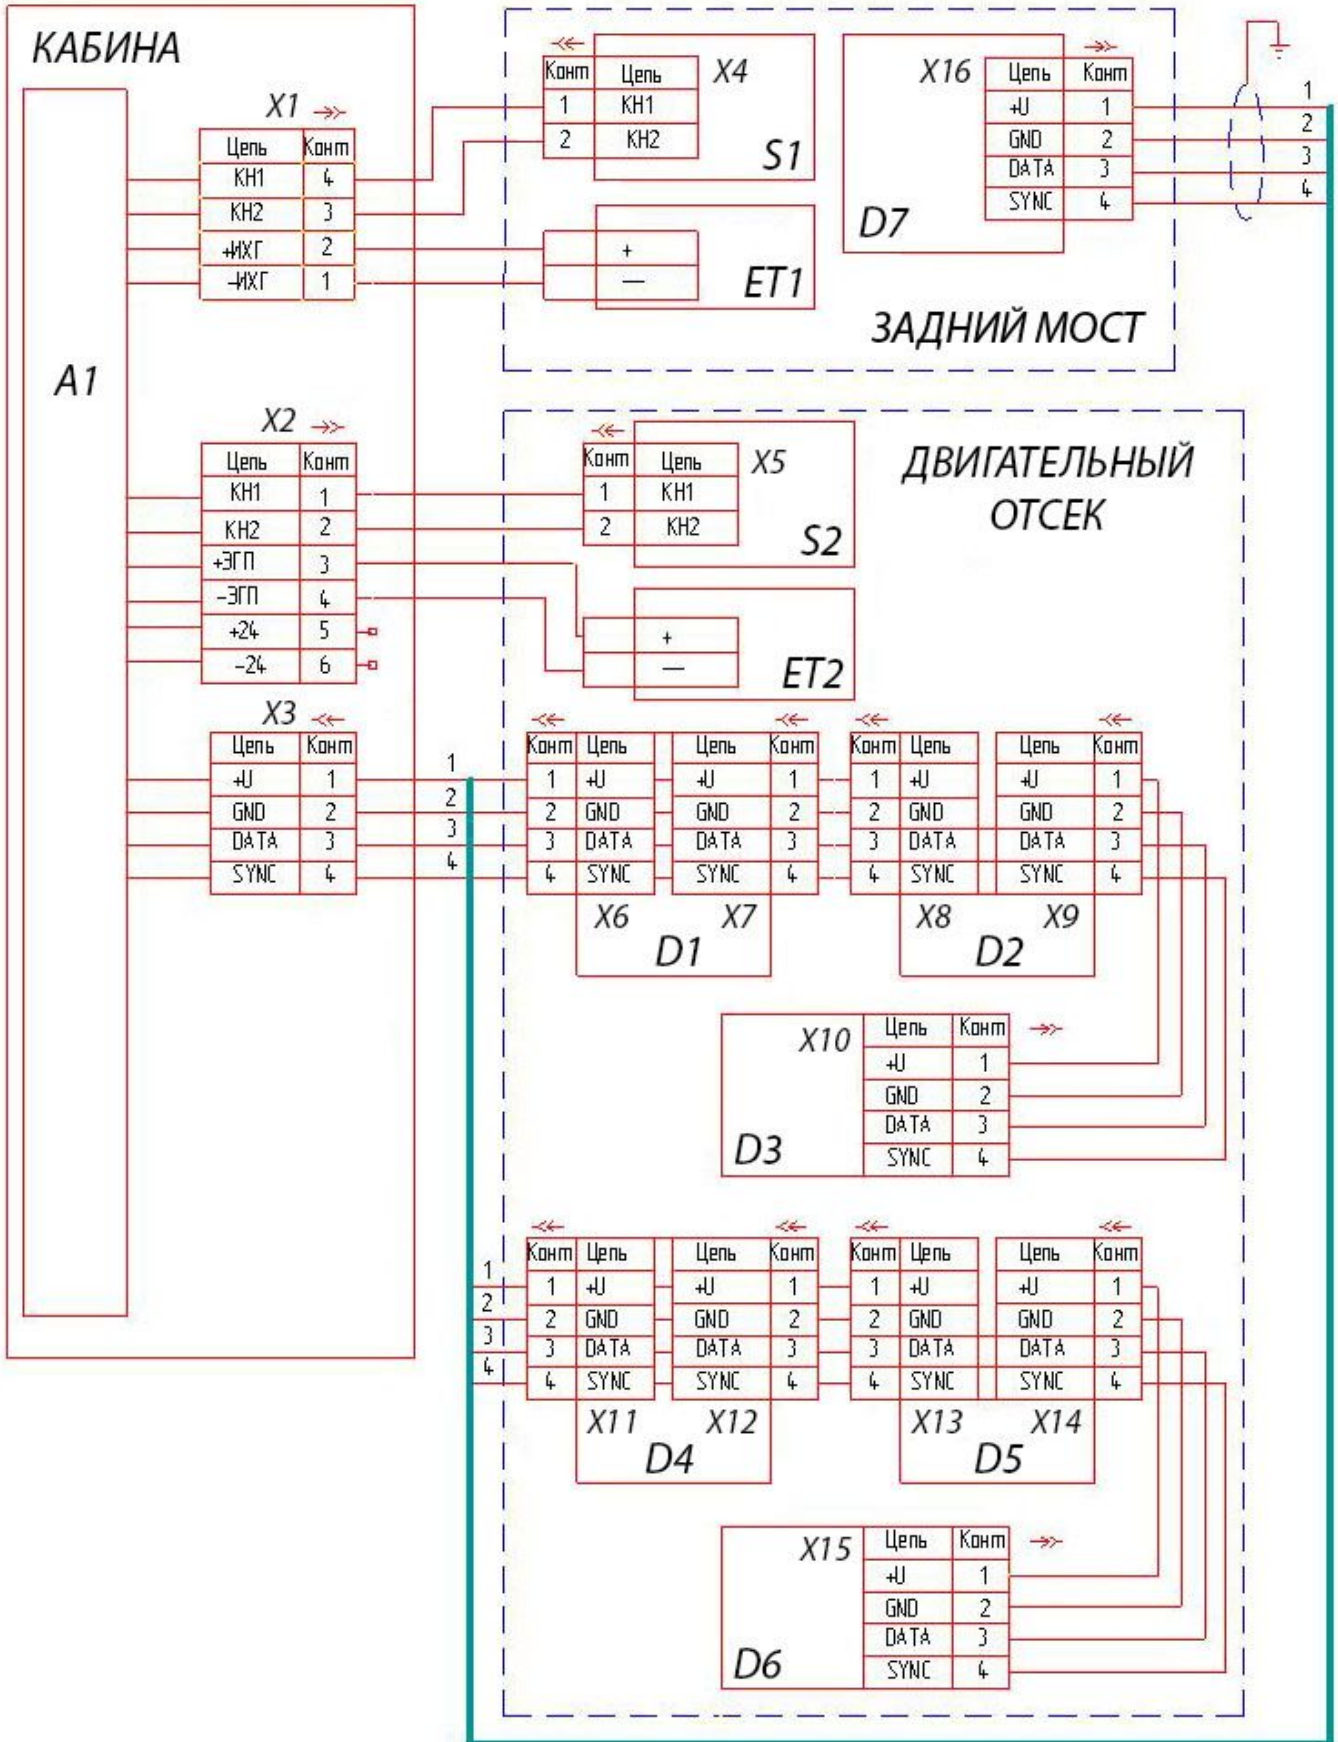 КАБИНА
А1
X1
Цепь Конт
КН1 4
КН2 3
+ИХГ 2
-ИХГ 1
X4
Конт Цепь
1 КН1
2 КН2
S1
+
—
ET1
X16
Цепь Конт
+U 1
GND 2
DATA 3
SYNC 4
D7
1
2
3
4
ЗАДНИЙ МОСТ
X2
Цепь Конт
КН1 1
КН2 2
+ЭГП 3
-ЭГП 4
+24 5
-24 6
X5
Конт Цепь
1 КН1
2 КН2
S2
+
—
ET2
ДВИГАТЕЛЬНЫЙ
ОТСЕК
X3
Цепь Конт
+U 1
GND 2
DATA 3
SYNC 4
1
2
3
4
Конт Цепь Цепь Конт Конт Цепь Цепь Конт
1 +U +U 1 1 +U +U 1
2 GND GND 2 2 GND GND 2
3 DATA DATA 3 3 DATA DATA 3
4 SYNC SYNC 4 4 SYNC SYNC 4
X6 X7 X8 X9
D1 D2
X10
Цепь Конт
+U 1
GND 2
DATA 3
SYNC 4
D3
1
2
3
4
Конт Цепь Цепь Конт Конт Цепь Цепь Конт
1 +U +U 1 1 +U +U 1
2 GND GND 2 2 GND GND 2
3 DATA DATA 3 3 DATA DATA 3
4 SYNC SYNC 4 4 SYNC SYNC 4
X11 X12 X13 X14
D4 D5
X15
Цепь Конт
+U 1
GND 2
DATA 3
SYNC 4
D6